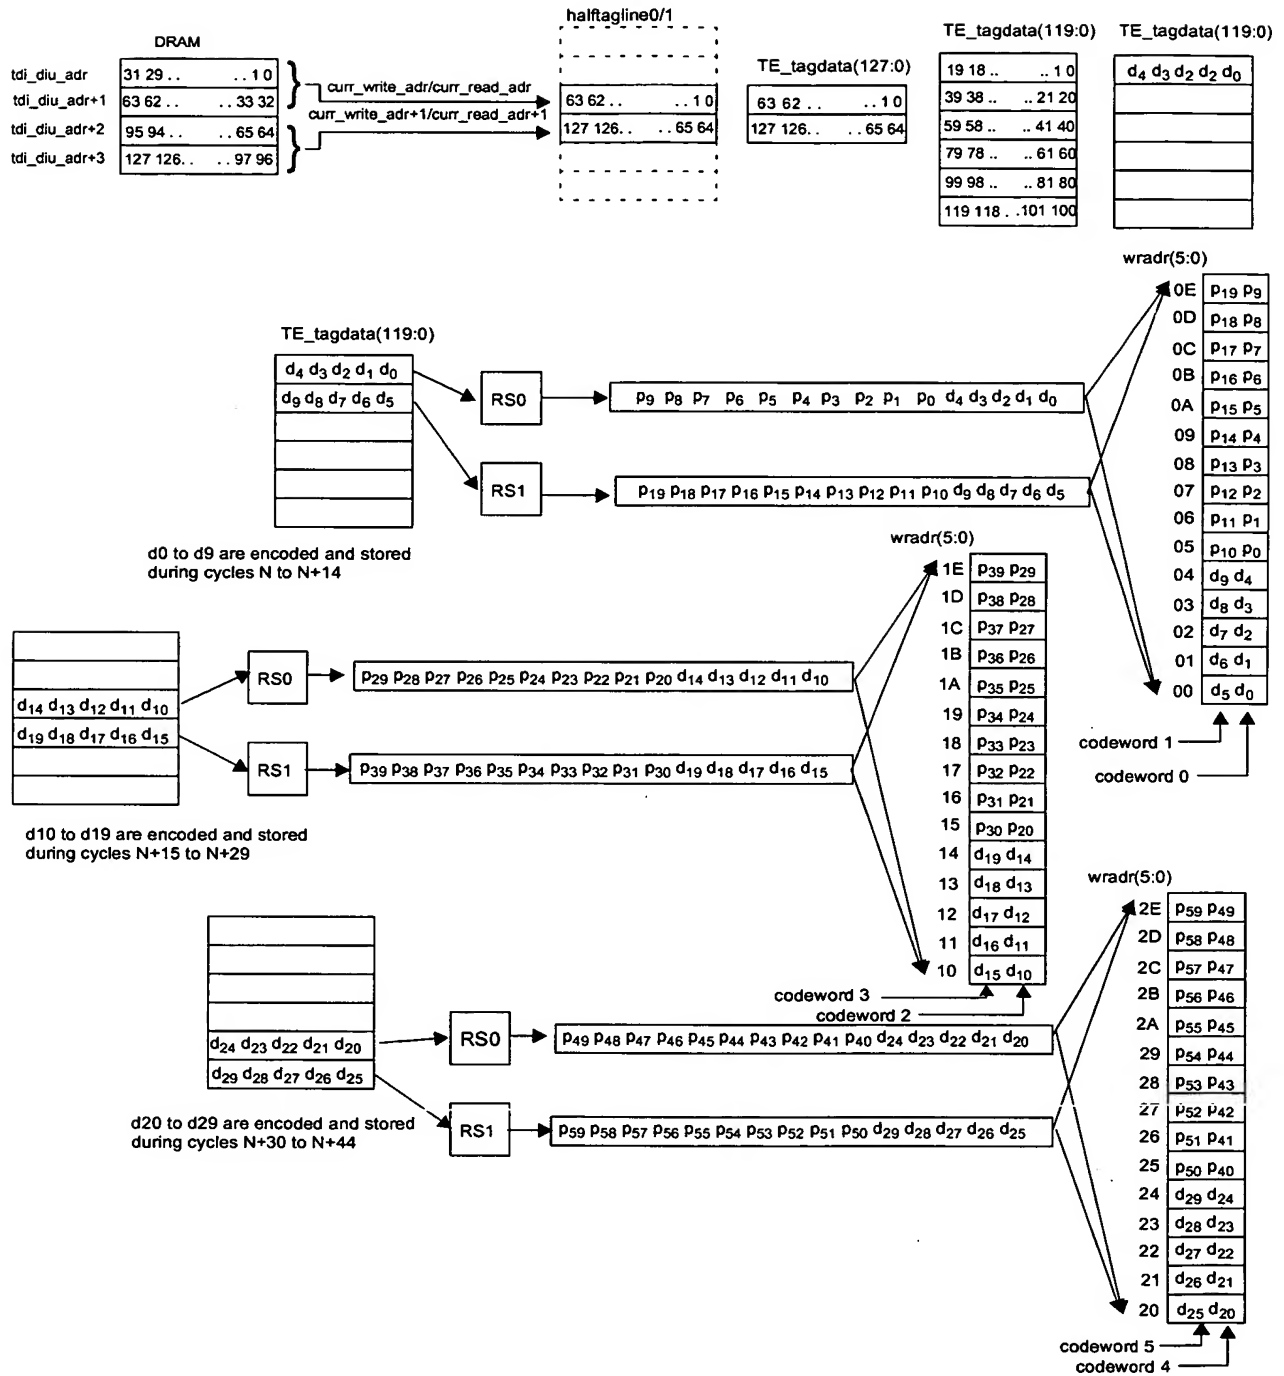 halftagline0/1
DRAM
TE_tagdata(119:0)
TE_tagdata(119:0)
TE_tagdata(127:0)
tdi_diu_adr 31 29 . . . . 1 0
tdi_diu_adr+1 63 62 . . . . 33 32
tdi_diu_adr+2 95 94 . . . . 65 64
tdi_diu_adr+3 127 126. . . . 97 96
curr_write_adr/curr_read_adr
curr_write_adr+1/curr_read_adr+1
63 62 . . . . 1 0
127 126. . . . 65 64
63 62 . . . . 1 0
127 126. . . . 65 64
19 18 .. .. 1 0
39 38 .. .. 21 20
59 58 .. .. 41 40
79 78 .. .. 61 60
99 98 .. .. 81 80
119 118 . .101 100
d4 d3 d2 d2 d0
wradr(5:0)
0E p19 p9
0D p18 p8
0C p17 p7
0B p16 p6
0A p15 p5
09 p14 p4
08 p13 p3
07 p12 p2
06 p11 p1
05 p10 p0
04 d9 d4
03 d8 d3
02 d7 d2
01 d6 d1
00 d5 d0
codeword 1
codeword 0
TE_tagdata(119:0)
d4 d3 d2 d1 d0
d9 d8 d7 d6 d5
RS0
p9 p8 p7 p6 p5 p4 p3 p2 p1 p0 d4 d3 d2 d1 d0
RS1
p19 p18 p17 p16 p15 p14 p13 p12 p11 p10 d9 d8 d7 d6 d5
d0 to d9 are encoded and stored
during cycles N to N+14
wradr(5:0)
1E p39 p29
1D p38 p28
1C p37 p27
1B p36 p26
1A p35 p25
19 p34 p24
18 p33 p23
17 p32 p22
16 p31 p21
15 p30 p20
14 d19 d14
13 d18 d13
12 d17 d12
11 d16 d11
10 d15 d10
codeword 3
codeword 2
d14 d13 d12 d11 d10
d19 d18 d17 d16 d15
RS0
p29 p28 p27 p26 p25 p24 p23 p22 p21 p20 d14 d13 d12 d11 d10
RS1
p39 p38 p37 p36 p35 p34 p33 p32 p31 p30 d19 d18 d17 d16 d15
d10 to d19 are encoded and stored
during cycles N+15 to N+29
wradr(5:0)
2E p59 p49
2D p58 p48
2C p57 p47
2B p56 p46
2A p55 p45
29 p54 p44
28 p53 p43
27 p52 p42
26 p51 p41
25 p50 p40
24 d29 d24
23 d28 d23
22 d27 d22
21 d26 d21
20 d25 d20
codeword 5
codeword 4
d24 d23 d22 d21 d20
d29 d28 d27 d26 d25
RS0
p49 p48 p47 p46 p45 p44 p43 p42 p41 p40 d24 d23 d22 d21 d20
RS1
p59 p58 p57 p56 p55 p54 p53 p52 p51 p50 d29 d28 d27 d26 d25
d20 to d29 are encoded and stored
during cycles N+30 to N+44